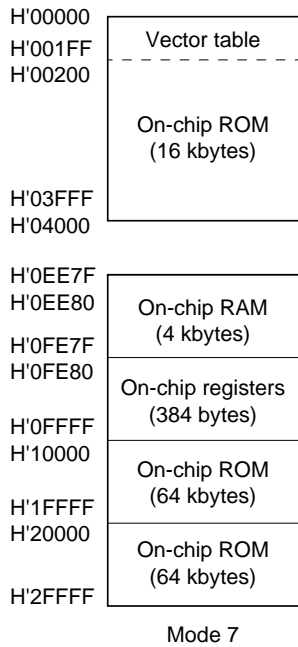 H'00000
Vector table
H'001FF
H'00200
On-chip ROM
(16 kbytes)
H'03FFF
H'04000
H'0EE7F
H'0EE80
On-chip RAM
(4 kbytes)
H'0FE7F
H'0FE80
On-chip registers
(384 bytes)
H'0FFFF
H'10000
On-chip ROM
(64 kbytes)
H'1FFFF
H'20000
On-chip ROM
(64 kbytes)
H'2FFFF
Mode 7